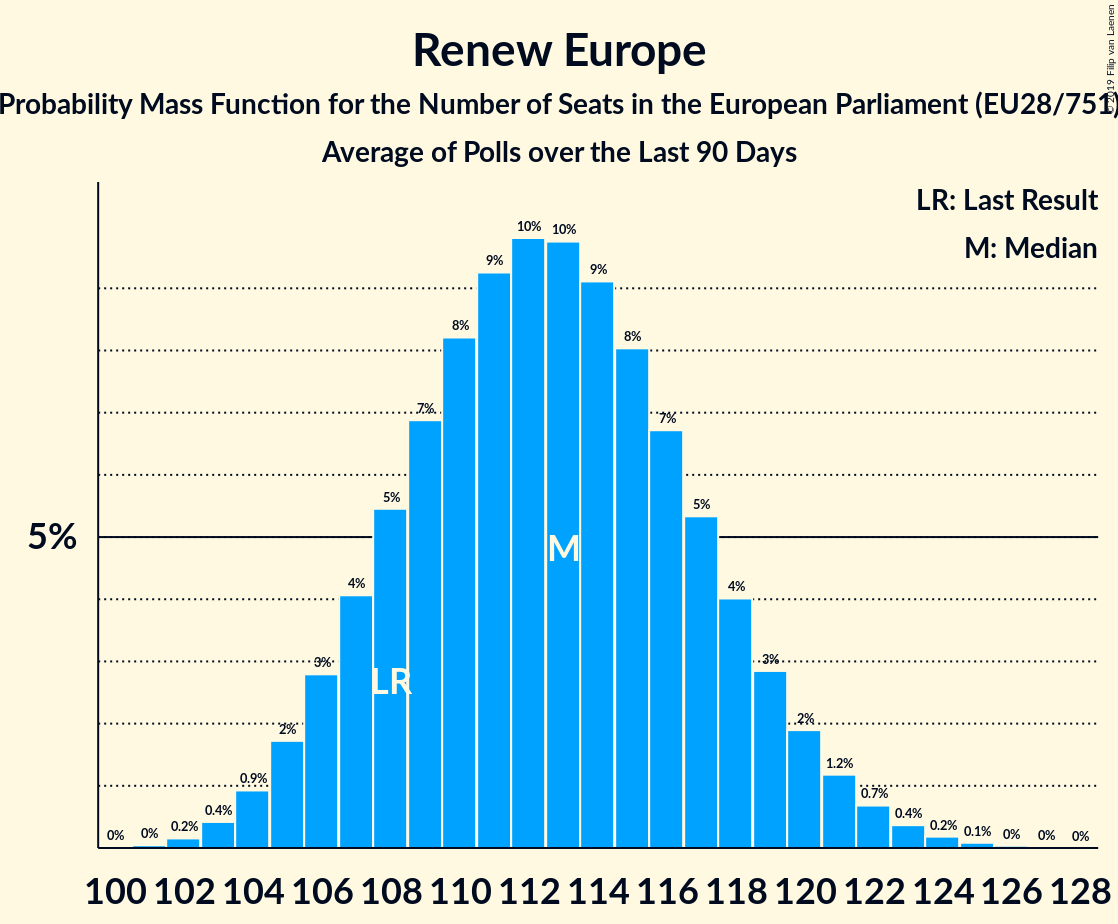 Renew Europe
Probability Mass Function for the Number of Seats in the European Parliament (EU28/751)
Average of Polls over the Last 90 Days
© 2019 Filip van Laenen
LR: Last Result
M: Median
5%
0% 0% 0.2% 0.4% 0.9% 2% 3% 4% 5% 7% 8% 9% 10% 10% 9% 8% 7% 5% 4% 3% 2% 1.2% 0.7% 0.4% 0.2% 0.1% 0% 0% 0%
LR M
100 102 104 106 108 110 112 114 116 118 120 122 124 126 128